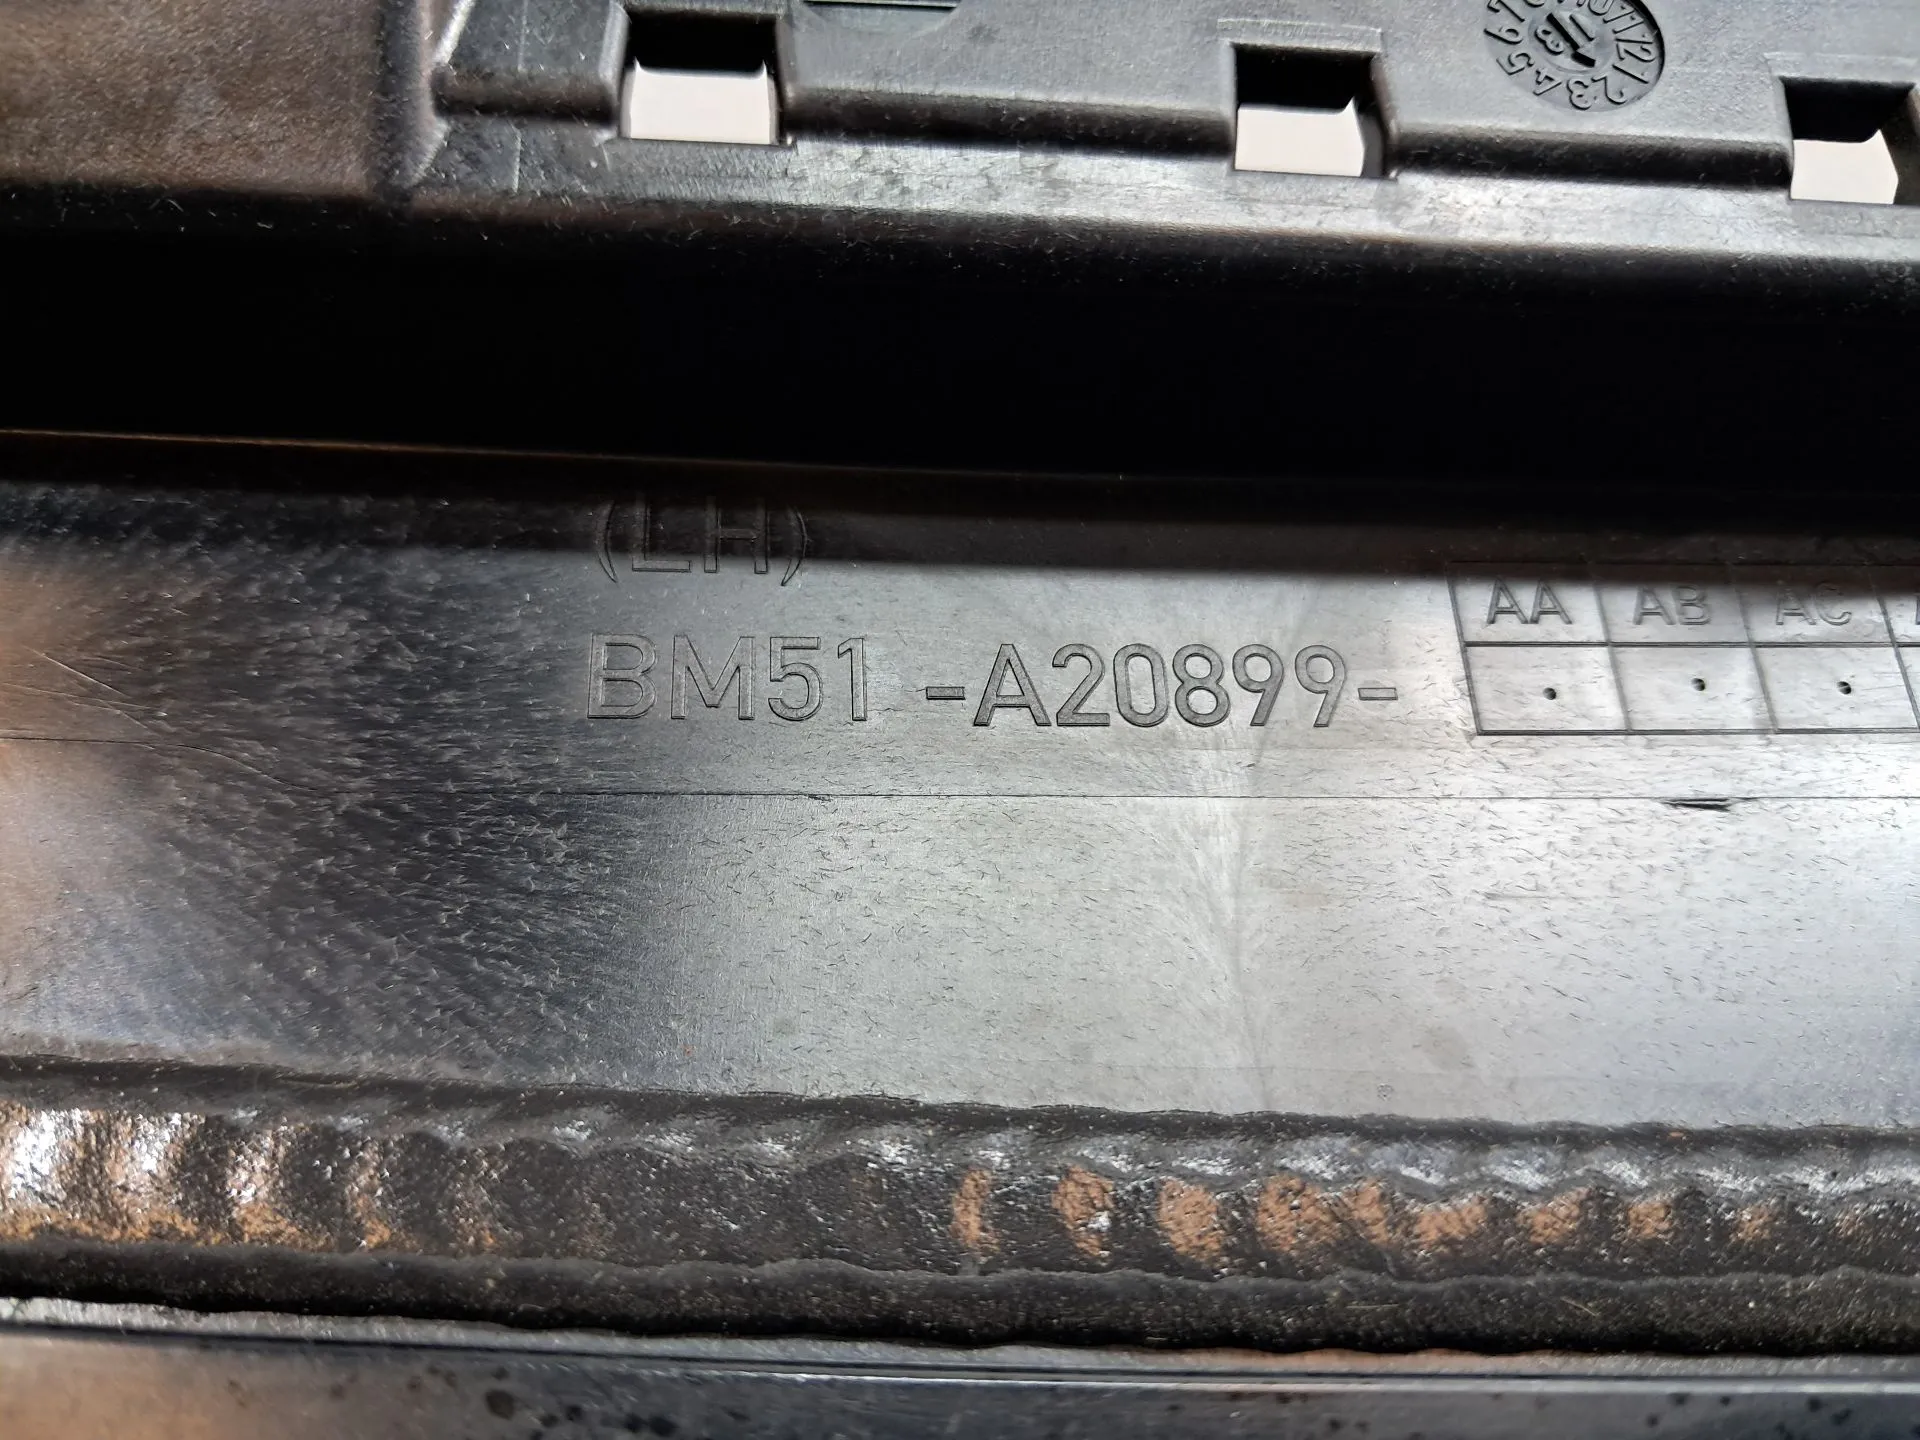 (LH)
BM51 -A20899-
AA AB AC